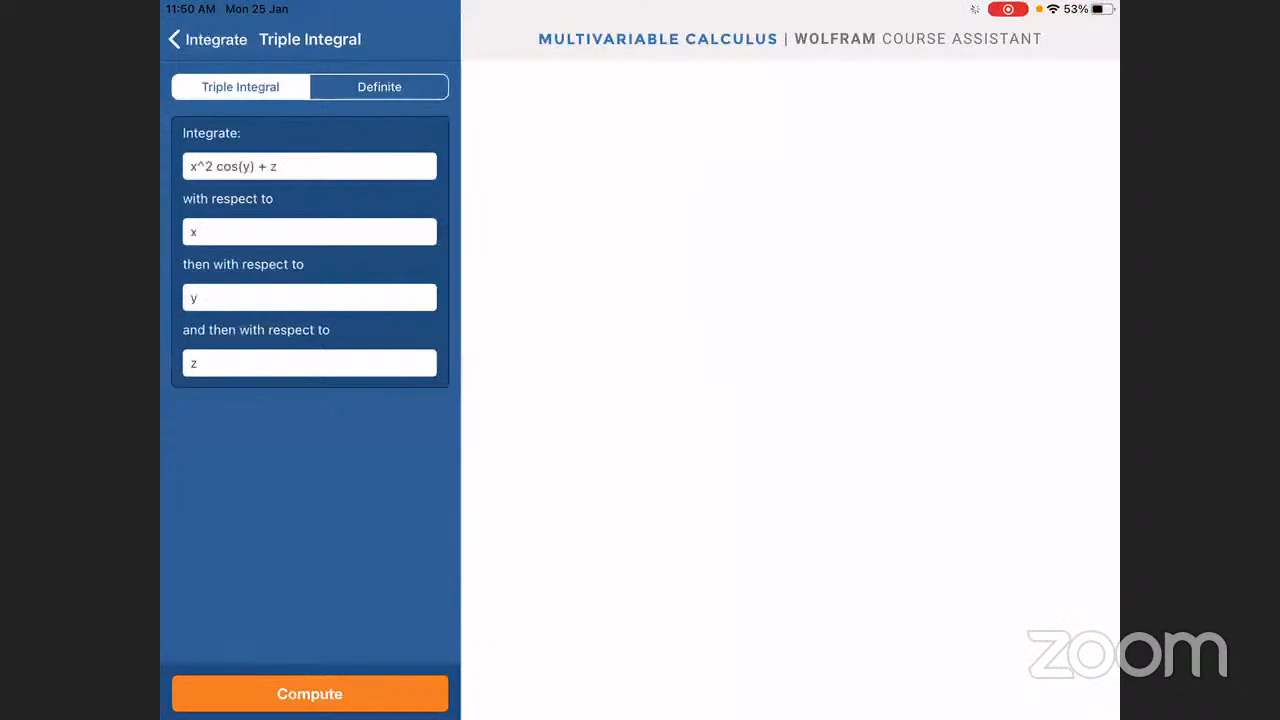 11:50 AM Mon 25 Jan
53%
Integrate Triple Integral
MULTIVARIABLE CALCULUS | WOLFRAM COURSE ASSISTANT
Triple Integral Definite
Integrate:
x^2 cos(y) + z
with respect to
x
then with respect to
y
and then with respect to
z
Compute
zoom